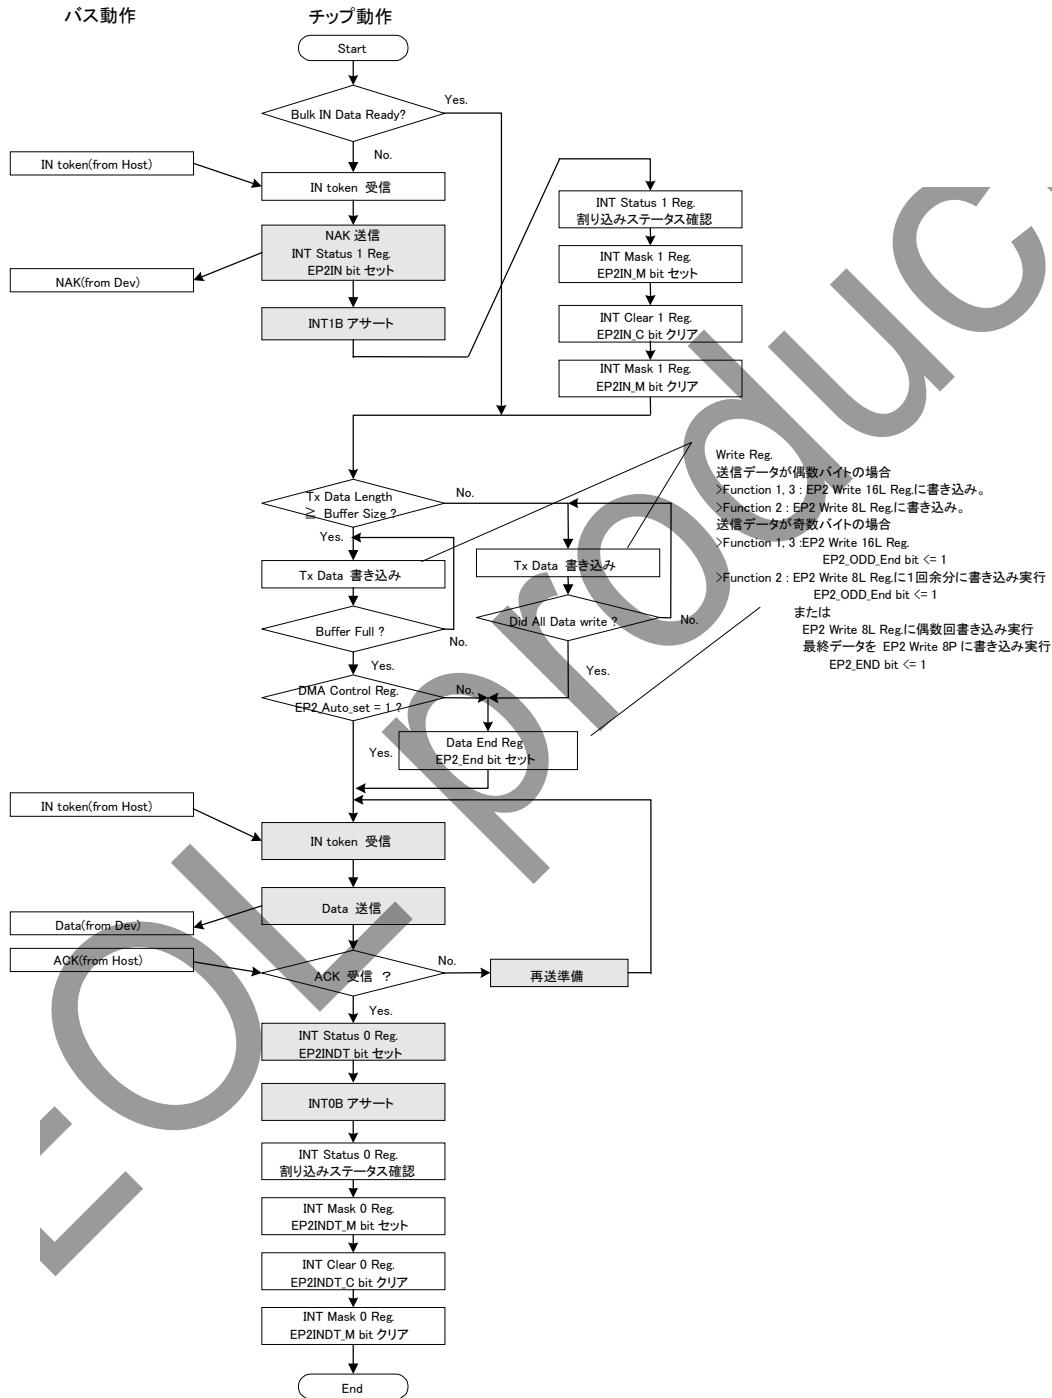 バス動作
チップ動作
Start
Bulk IN Data Ready?
Yes.
No.
IN token(from Host)
IN token 受信
NAK 送信
INT Status 1 Reg.
EP2IN bit セット
NAK(from Dev)
INT1B アサート
INT Status 1 Reg.
割り込みステータス確認
INT Mask 1 Reg.
EP2IN_M bit セット
INT Clear 1 Reg.
EP2IN_C bit クリア
INT Mask 1 Reg.
EP2IN_M bit クリア
Tx Data Length
≧ Buffer Size ?
No.
Yes.
Tx Data 書き込み
Tx Data 書き込み
Buffer Full ?
No.
Did All Data write ?
No.
Yes.
Yes.
DMA Control Reg.
EP2_Auto_set = 1 ?
No.
Yes.
Data End Reg
EP2_End bit セット
Write Reg.
送信データが偶数バイトの場合
>Function 1, 3 : EP2 Write 16L Reg.に書き込み。
>Function 2 : EP2 Write 8L Reg.に書き込み。
送信データが奇数バイトの場合
>Function 1, 3 :EP2 Write 16L Reg.
EP2_ODD_End bit <= 1
>Function 2 : EP2 Write 8L Reg.に1回余分に書き込み実行
EP2_ODD_End bit <= 1
または
EP2 Write 8L Reg.に偶数回書き込み実行
最終データを EP2 Write 8P に書き込み実行
EP2_END bit <= 1
IN token(from Host)
IN token 受信
Data 送信
Data(from Dev)
ACK(from Host)
ACK 受信 ?
No.
再送準備
Yes.
INT Status 0 Reg.
EP2INDT bit セット
INT0B アサート
INT Status 0 Reg.
割り込みステータス確認
INT Mask 0 Reg.
EP2INDT_M bit セット
INT Clear 0 Reg.
EP2INDT_C bit クリア
INT Mask 0 Reg.
EP2INDT_M bit クリア
End
EOL produc